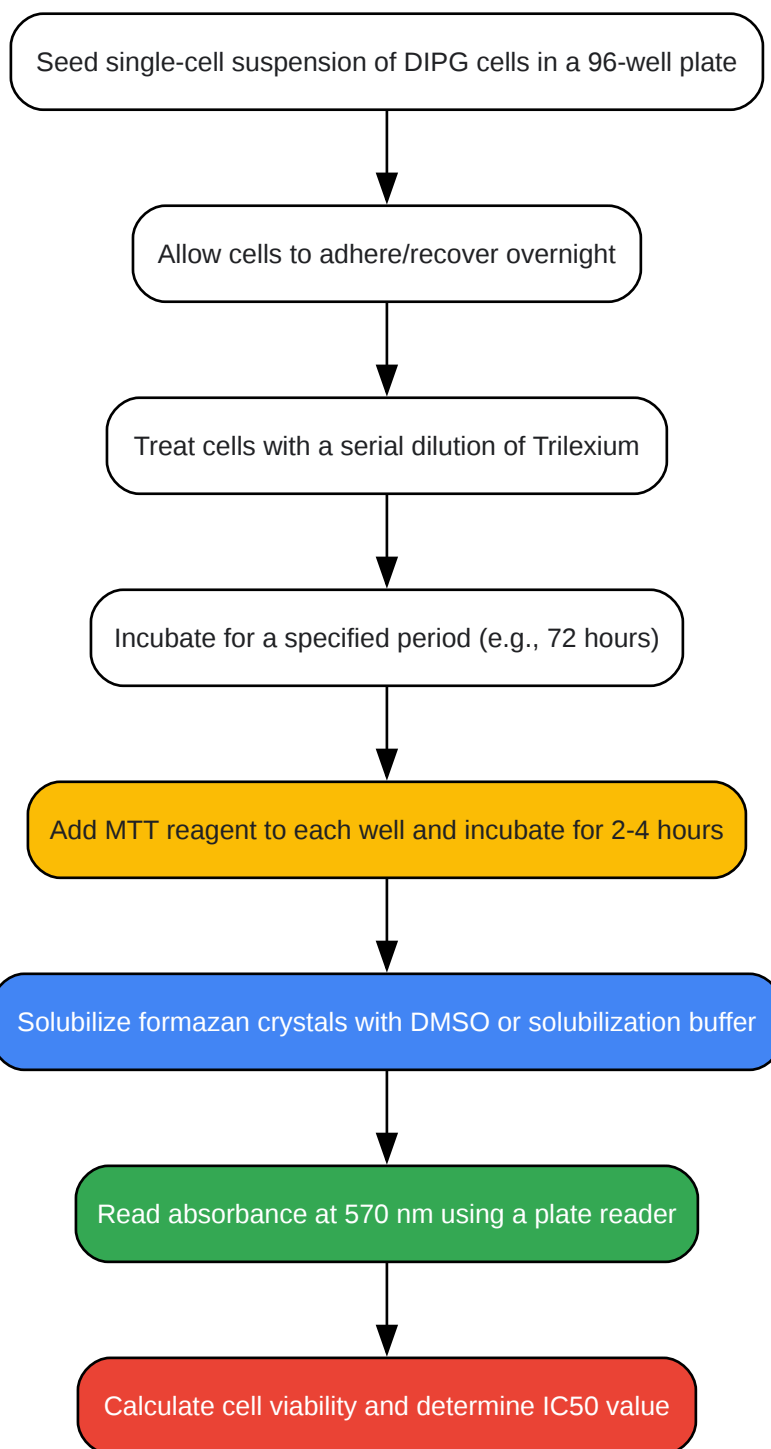 Seed single-cell suspension of DIPG cells in a 96-well plate
Allow cells to adhere/recover overnight
Treat cells with a serial dilution of Trilexium
Incubate for a specified period (e.g., 72 hours)
Add MTT reagent to each well and incubate for 2-4 hours
Solubilize formazan crystals with DMSO or solubilization buffer
Read absorbance at 570 nm using a plate reader
Calculate cell viability and determine IC50 value